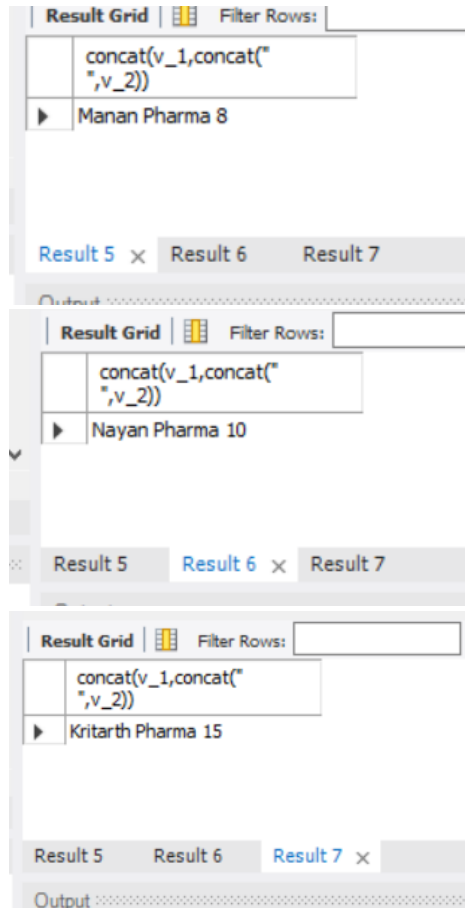 Result Grid Filter Rows:
concat(v_1,concat("
",v_2))
Manan Pharma 8
Result 5 Result 6 Result 7
Output
Result Grid Filter Rows:
concat(v_1,concat("
",v_2))
Nayan Pharma 10
Result 5 Result 6 Result 7
Result Grid Filter Rows:
concat(v_1,concat("
",v_2))
Kritarth Pharma 15
Result 5 Result 6 Result 7
Output